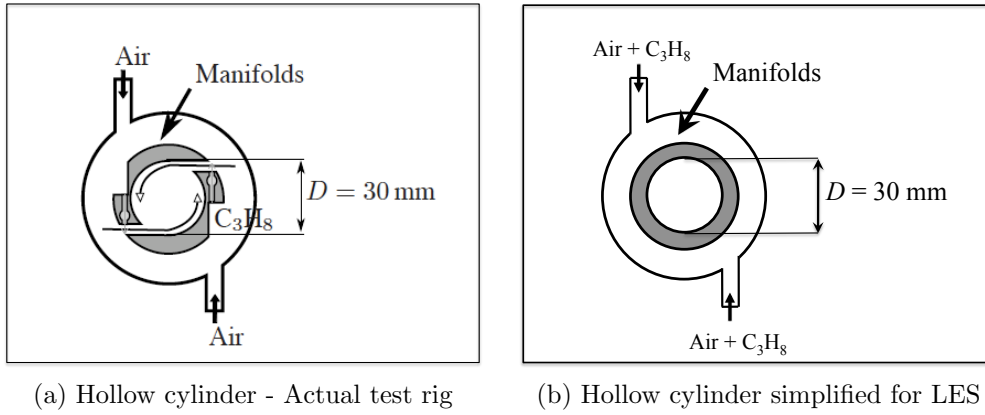 Air
Manifolds
D = 30 mm
C₃H₈
Air
(a) Hollow cylinder - Actual test rig
Air + C₃H₈
Manifolds
D = 30 mm
Air + C₃H₈
(b) Hollow cylinder simplified for LES